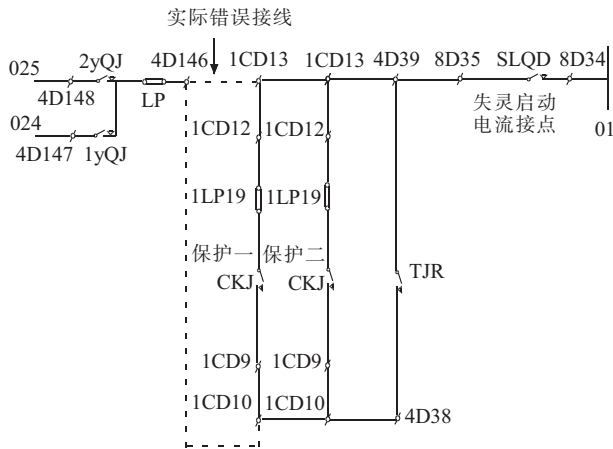 实际错误接线
025
2yQJ
4D146
1CD13
1CD13
4D39
8D35
SLQD
8D34
4D148
LP
024
失灵启动
电流接点
01
4D147
1yQJ
1CD12
1CD12
1LP19
1LP19
保护一
保护二
CKJ
CKJ
TJR
1CD9
1CD9
1CD10
1CD10
4D38